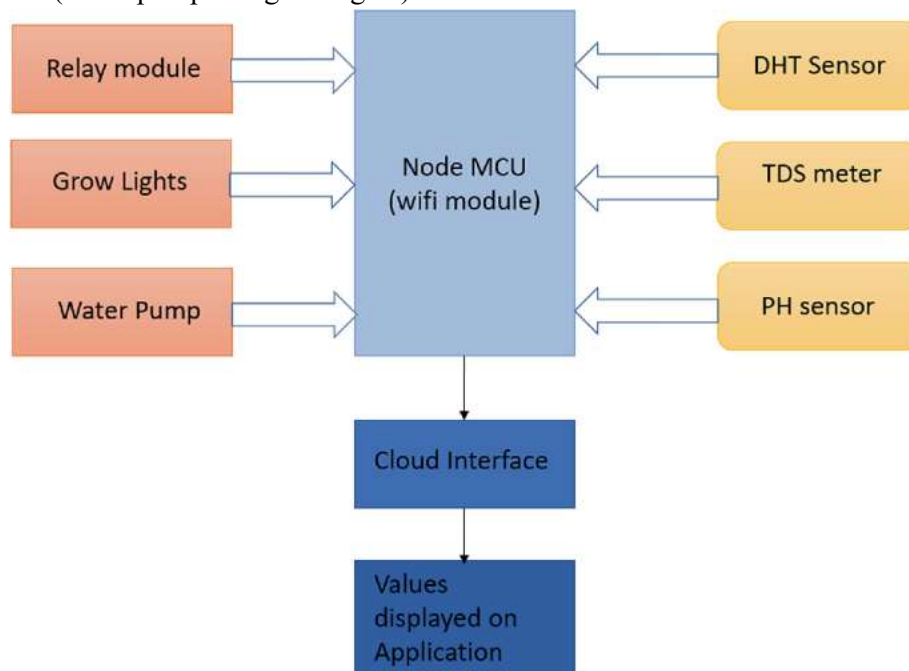 Relay module
DHT Sensor
Node MCU
(wifi module)
Grow Lights
TDS meter
Water Pump
PH sensor
Cloud Interface
Values
displayed on
Application